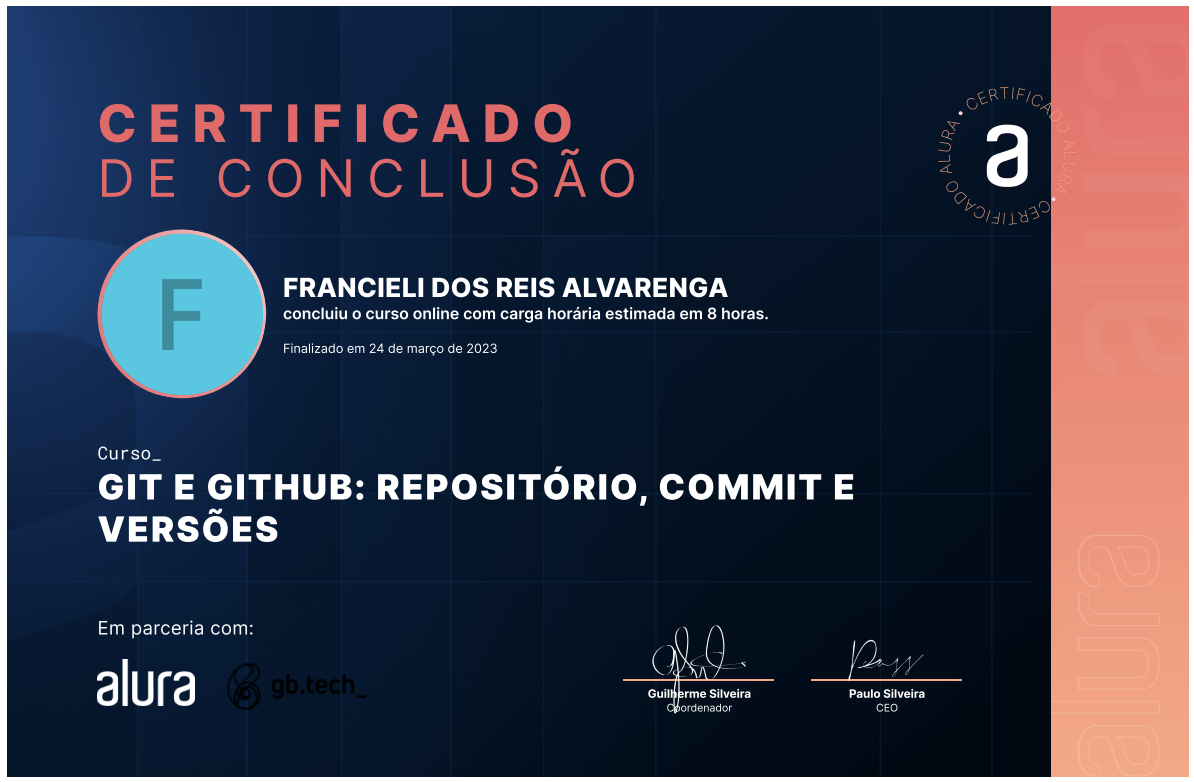 CERTIFICADO
DE CONCLUSÃO
CERTIFICADO ALURA • CERTIFICADO ALURA •
a
F
FRANCIELI DOS REIS ALVARENGA
concluiu o curso online com carga horária estimada em 8 horas.
Finalizado em 24 de março de 2023
Curso_
GIT E GITHUB: REPOSITÓRIO, COMMIT E
VERSÕES
Em parceria com:
alura
gb.tech_
Guilherme Silveira
Coordenador
Paulo Silveira
CEO
alura
alura